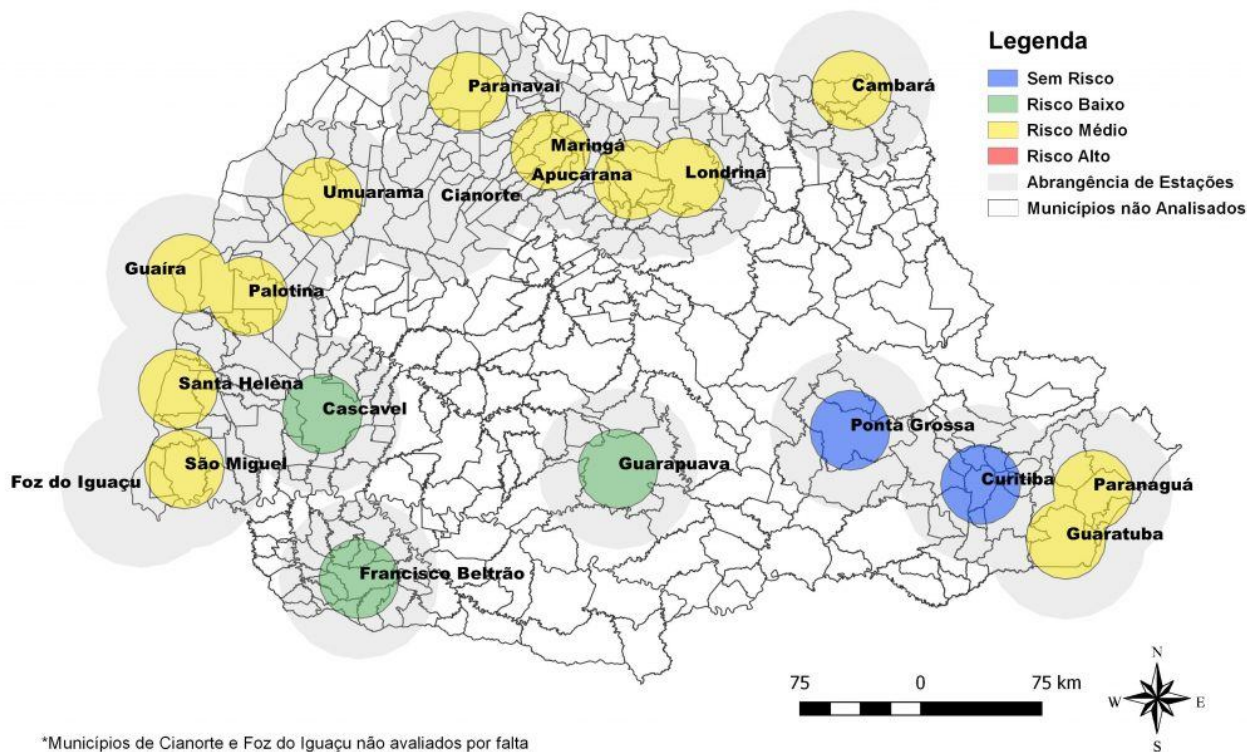 Legenda
Sem Risco
Risco Baixo
Risco Médio
Risco Alto
Abrangência de Estações
Municípios não Analisados
Paranavaí
Cambará
Maringá
Apucarana
Londrina
Umuarama
Cianorte
Guaíra
Palotina
Santa Helena
Cascavel
Ponta Grossa
São Miguel
Guarapuava
Foz do Iguaçu
Curitiba
Paranaguá
Guaratuba
Francisco Beltrão
75 0 75 km
N
W E
S
*Municípios de Cianorte e Foz do Iguaçu não avaliados por falta